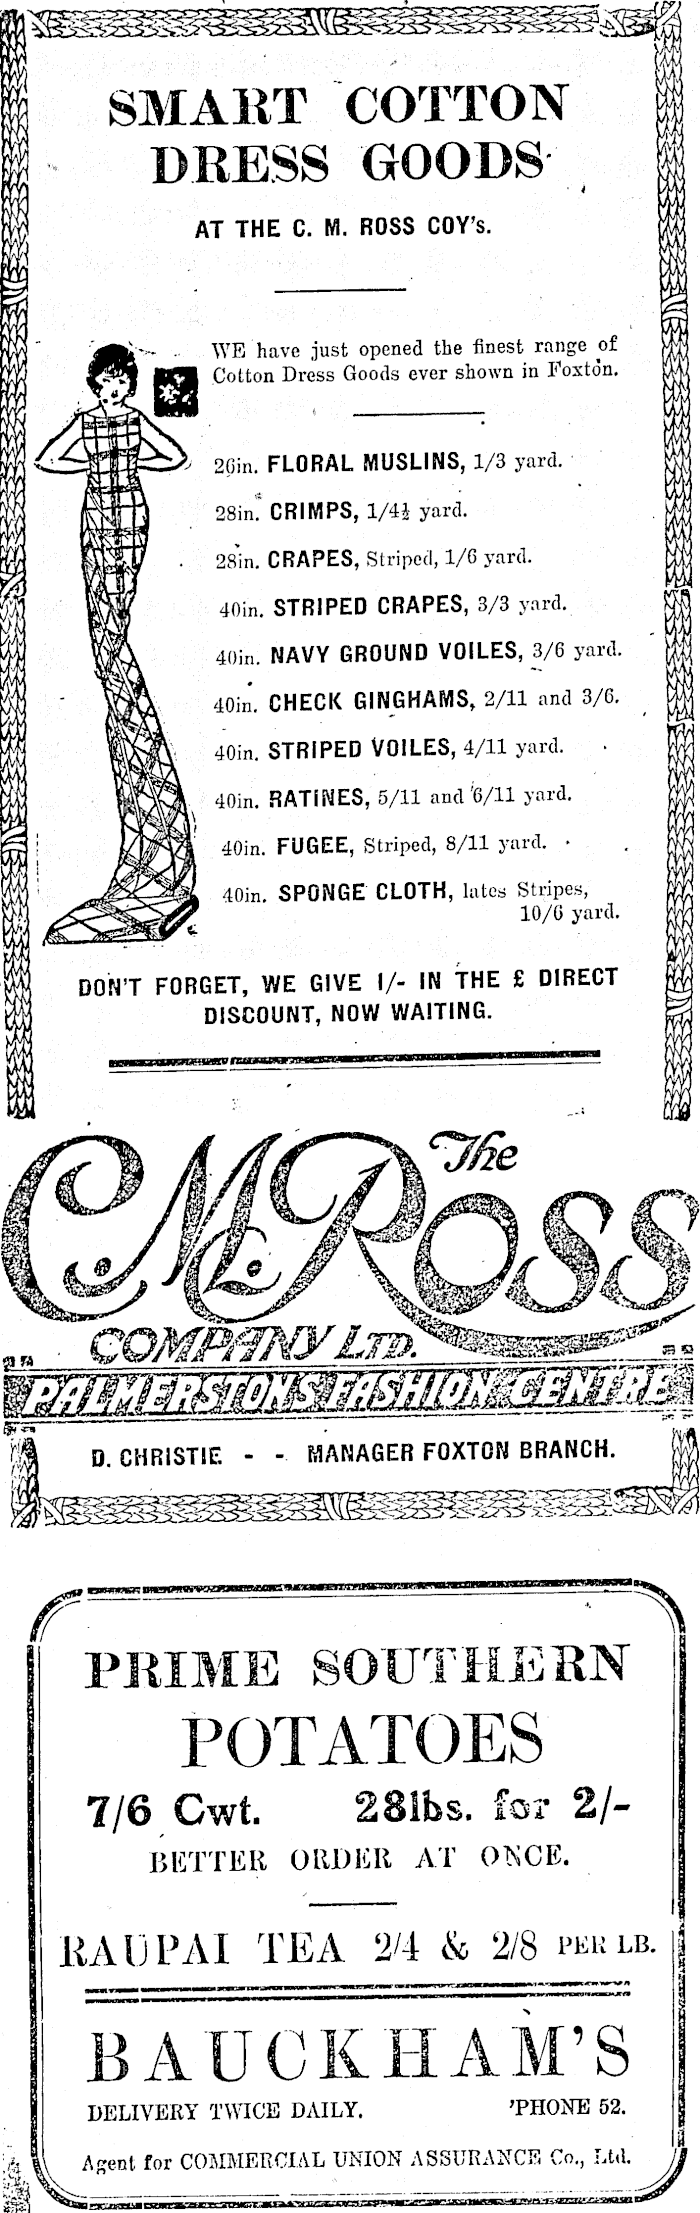 SMART COTTON
DRESS GOODS
AT THE C. M. ROSS COY's.
WE have just opened the finest range of
Cotton Dress Goods ever shown in Foxton.
26in. FLORAL MUSLINS, 1/3 yard.
28in. CRIMPS, 1/4½ yard.
28in. CRAPES, Striped, 1/6 yard.
40in. STRIPED CRAPES, 3/3 yard.
40in. NAVY GROUND VOILES, 3/6 yard.
40in. CHECK GINGHAMS, 2/11 and 3/6.
40in. STRIPED VOILES, 4/11 yard.
40in. RATINES, 5/11 and 6/11 yard.
40in. FUGEE, Striped, 8/11 yard.
40in. SPONGE CLOTH, lates Stripes,
10/6 yard.
DON'T FORGET, WE GIVE 1/- IN THE £ DIRECT
DISCOUNT, NOW WAITING.
The
C.M. ROSS
COMPANY LTD.
PALMERSTONS FASHION CENTRE
D. CHRISTIE - - MANAGER FOXTON BRANCH.
PRIME SOUTHERN
POTATOES
7/6 Cwt. 28lbs. for 2/-
BETTER ORDER AT ONCE.
RAUPAI TEA 2/4 & 2/8 PER LB.
BAUCKHAM'S
DELIVERY TWICE DAILY. 'PHONE 52.
Agent for COMMERCIAL UNION ASSURANCE Co., Ltd.